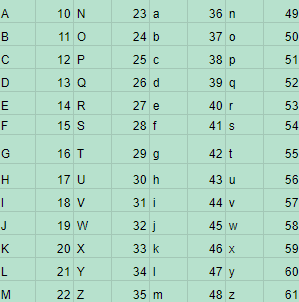 A 10 N 23 a 36 n 49
B 11 O 24 b 37 o 50
C 12 P 25 c 38 p 51
D 13 Q 26 d 39 q 52
E 14 R 27 e 40 r 53
F 15 S 28 f 41 s 54
G 16 T 29 g 42 t 55
H 17 U 30 h 43 u 56
I 18 V 31 i 44 v 57
J 19 W 32 j 45 w 58
K 20 X 33 k 46 x 59
L 21 Y 34 l 47 y 60
M 22 Z 35 m 48 z 61